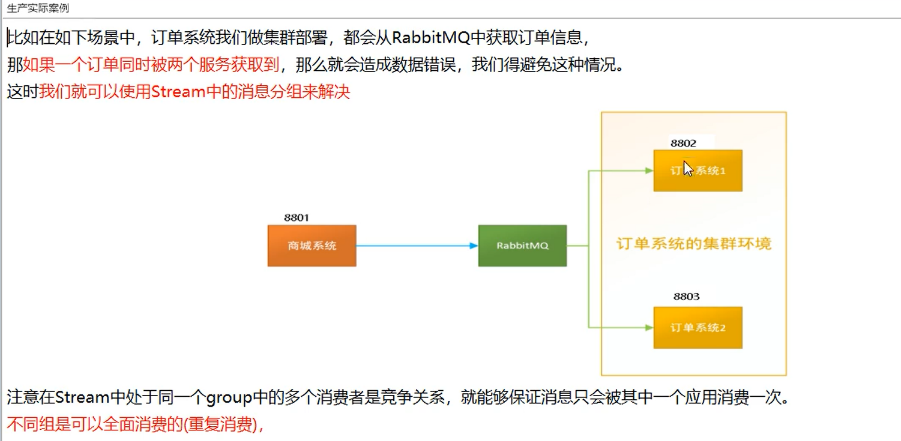 生产实际案例
比如在如下场景中，订单系统我们做集群部署，都会从RabbitMQ中获取订单信息，
那如果一个订单同时被两个服务获取到，那么就会造成数据错误，我们得避免这种情况。
这时我们就可以使用Stream中的消息分组来解决
8802
订单系统1
8801
商城系统
RabbitMQ
订单系统的集群环境
8803
订单系统2
注意在Stream中处于同一个group中的多个消费者是竞争关系，就能够保证消息只会被其中一个应用消费一次。
不同组是可以全面消费的(重复消费)，